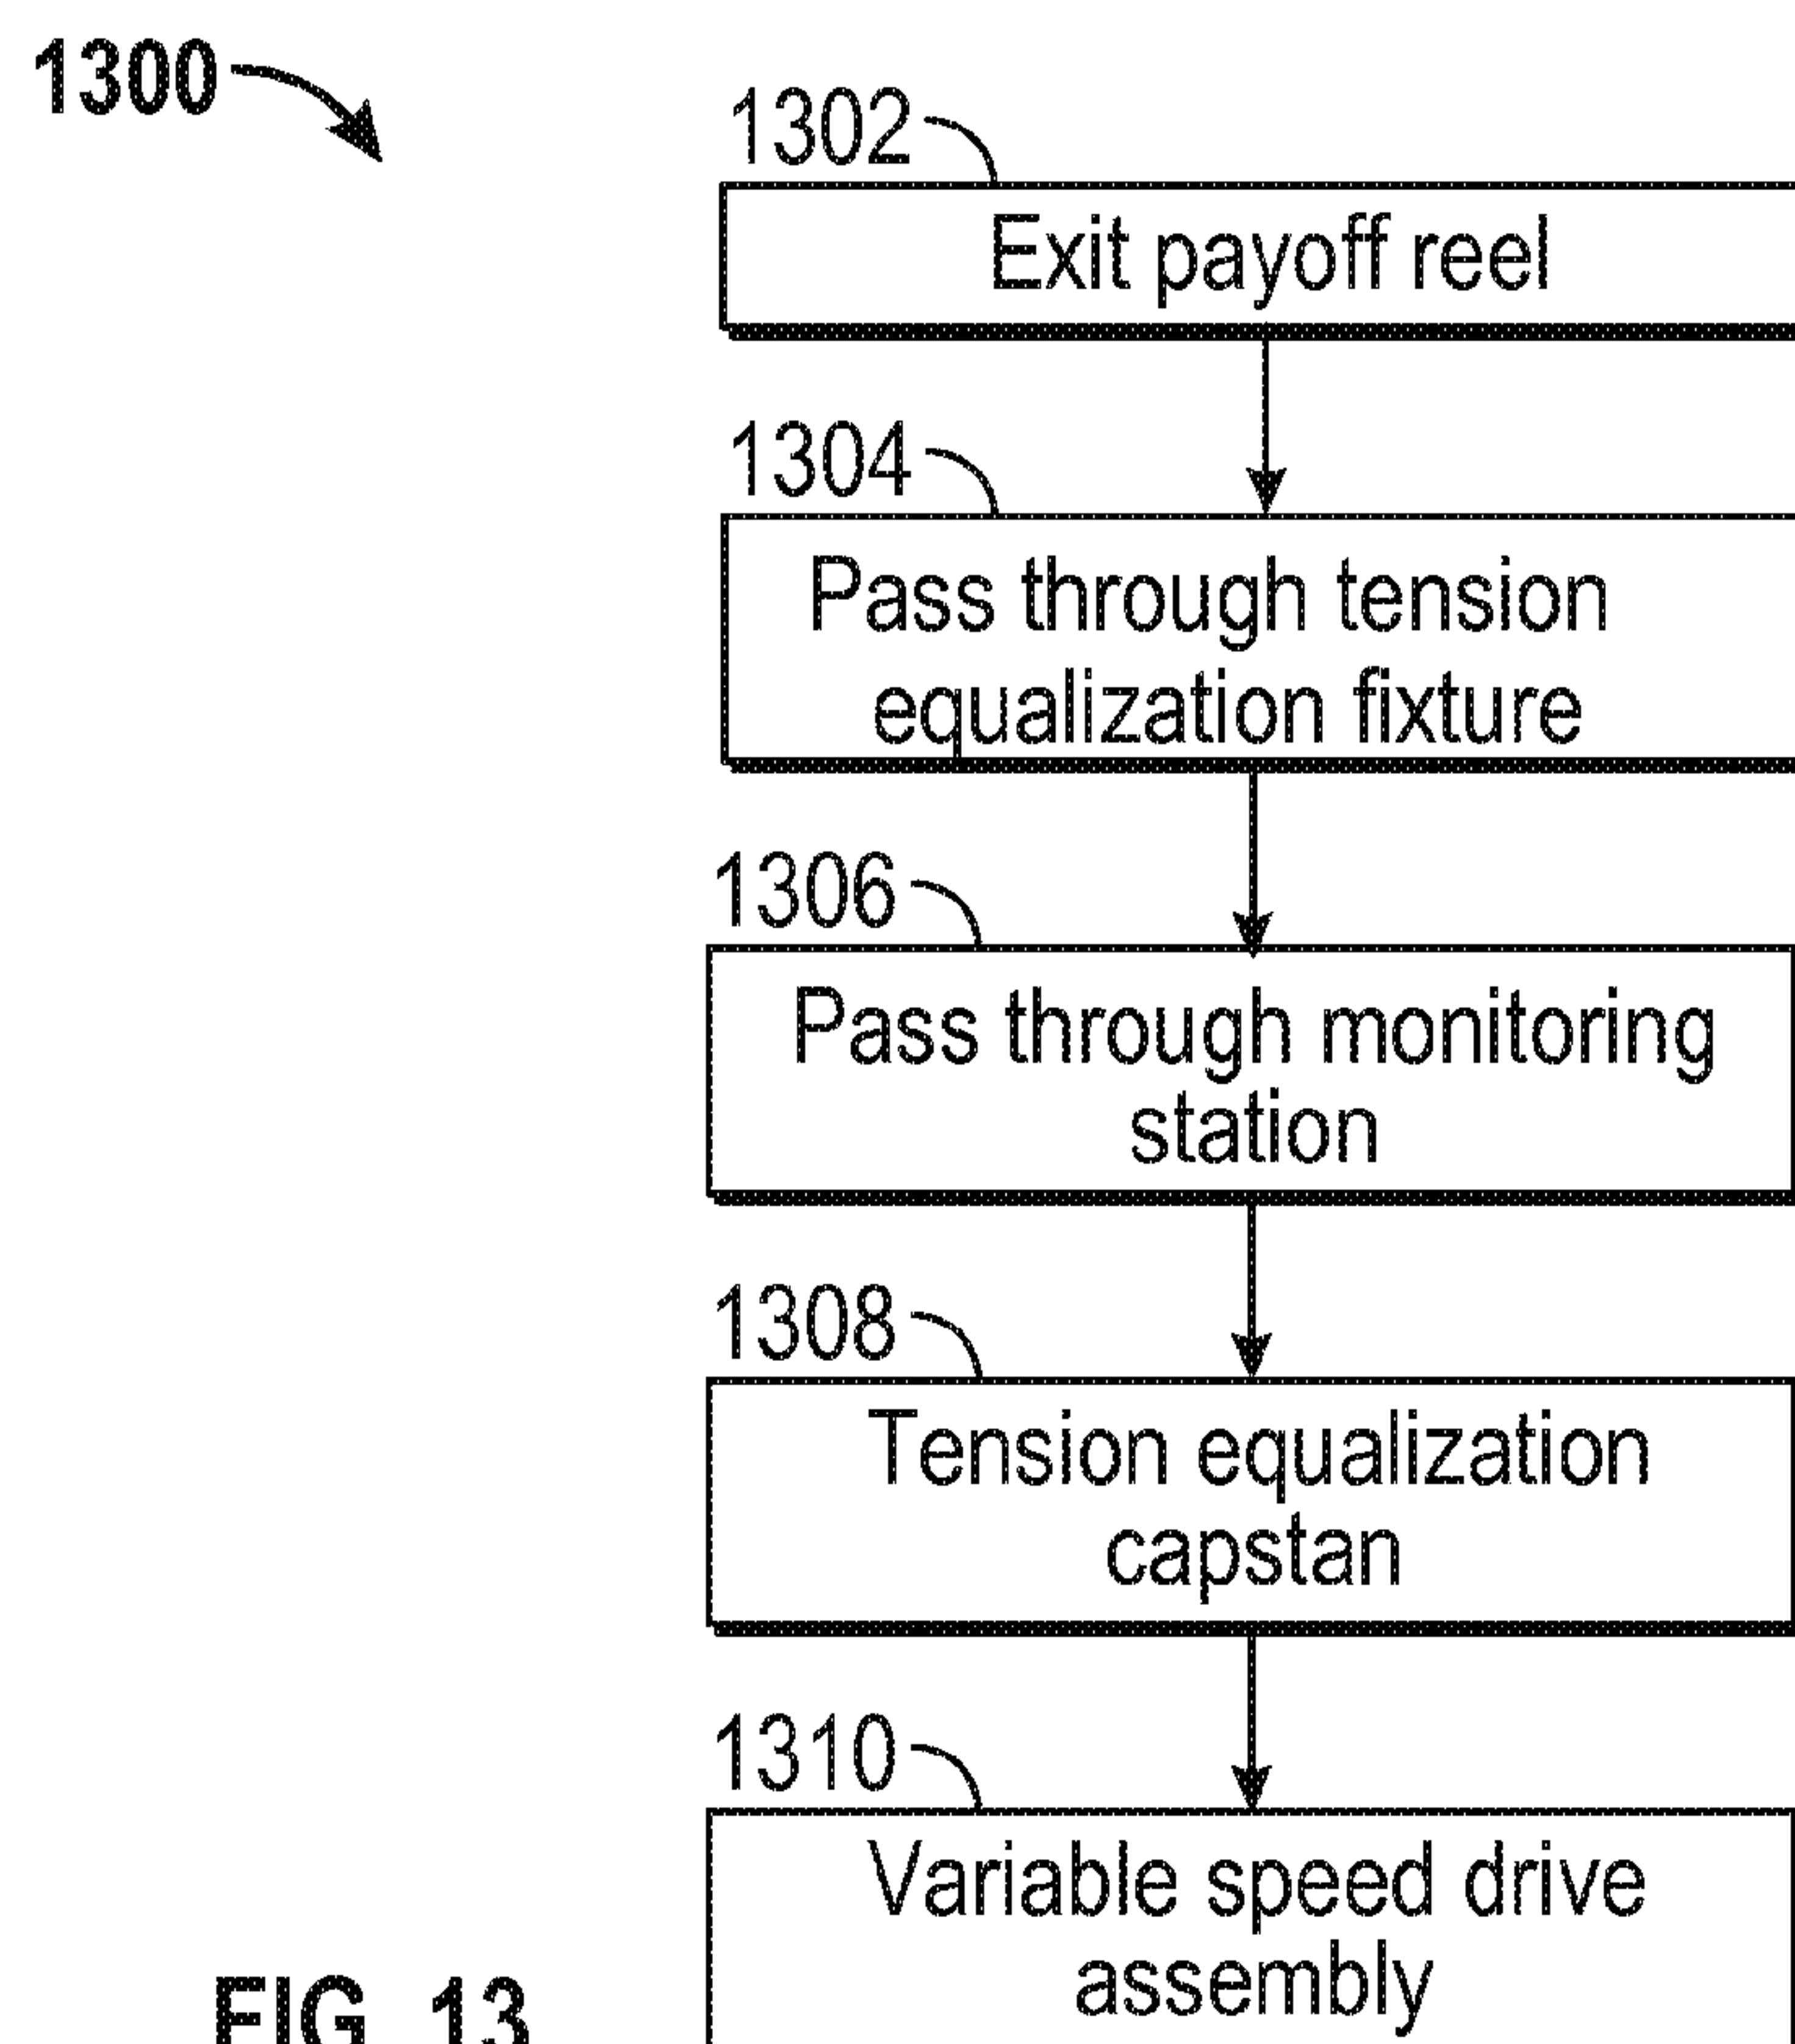 1300
1302
Exit payoff reel
1304
Pass through tension
equalization fixture
1306
Pass through monitoring
station
1308
Tension equalization
capstan
1310
Variable speed drive
assembly
FIG. 13